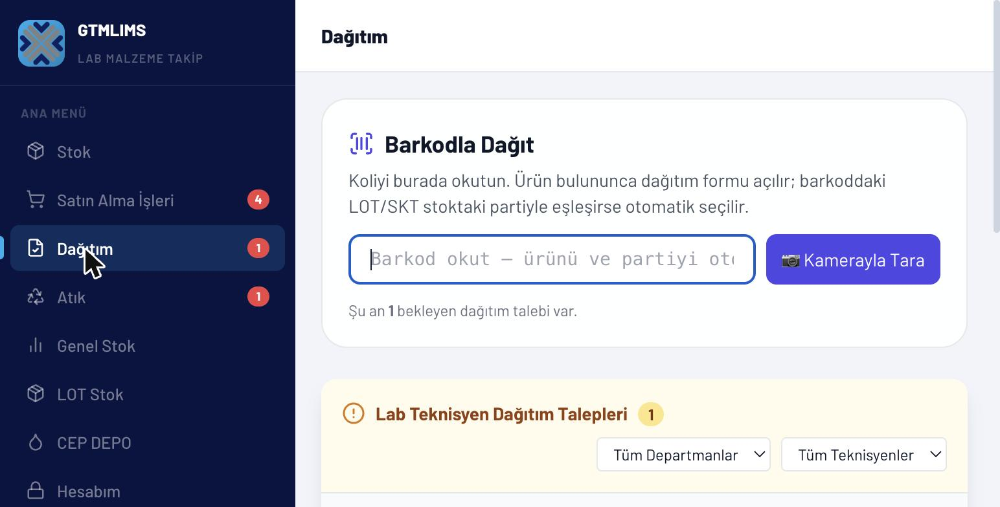 GTMLIMS
LAB MALZEME TAKİP
ANA MENÜ
Stok
Satın Alma İşleri 4
Dağıtım 1
Atık 1
Genel Stok
LOT Stok
CEP DEPO
Hesabım
Dağıtım
Barkodla Dağıt
Koliyi burada okutun. Ürün bulununca dağıtım formu açılır; barkoddaki
LOT/SKT stoktaki partiyle eşleşirse otomatik seçilir.
Barkod okut — ürünü ve partiyi oto
Kamerayla Tara
Şu an 1 bekleyen dağıtım talebi var.
Lab Teknisyen Dağıtım Talepleri 1
Tüm Departmanlar
Tüm Teknisyenler